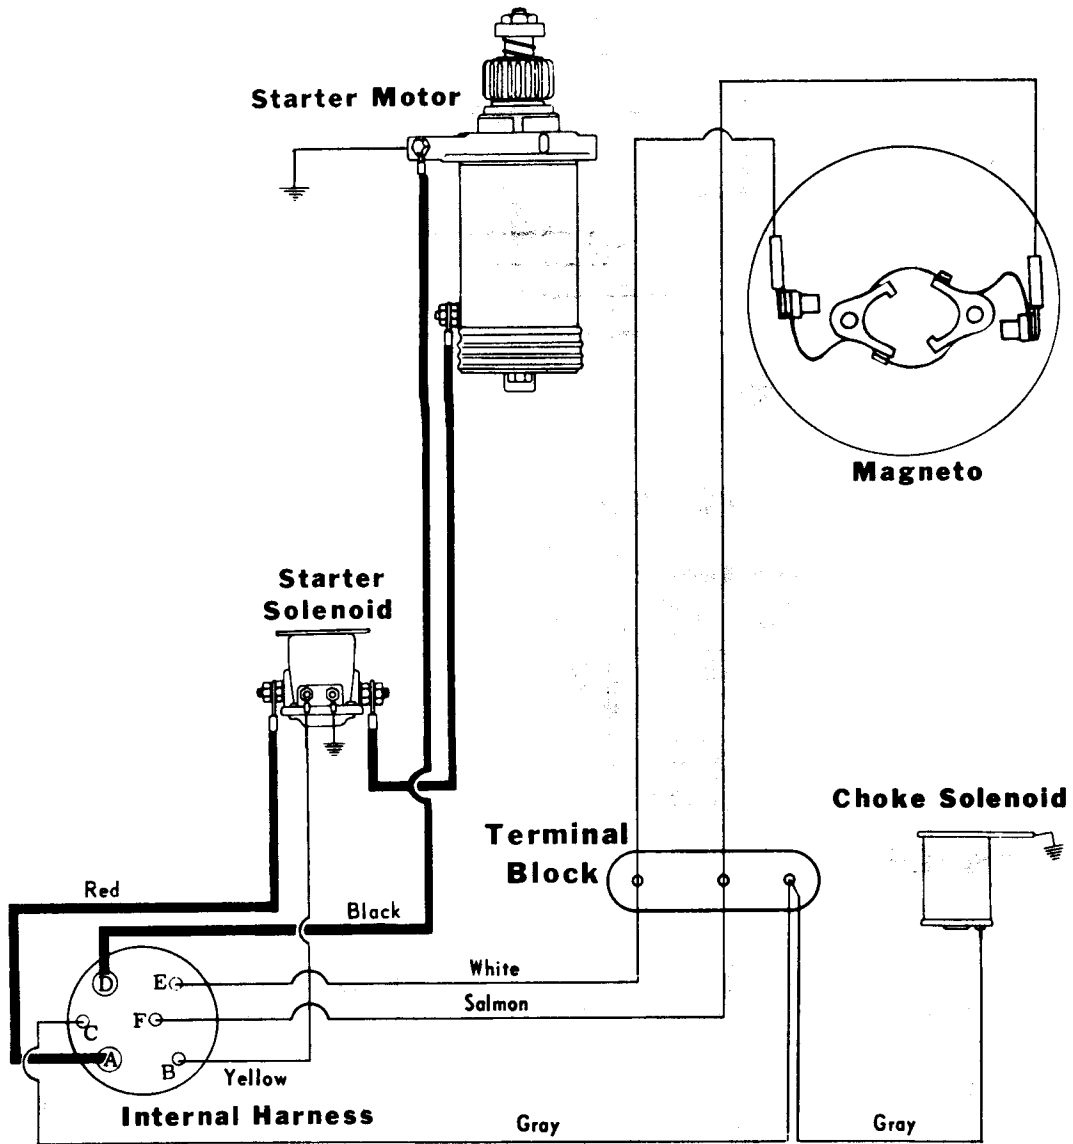 Starter Motor
Magneto
Starter
Solenoid
Choke Solenoid
Terminal
Block
Red
Black
White
Salmon
D
E
C
F
A
B
Yellow
Internal Harness
Gray
Gray